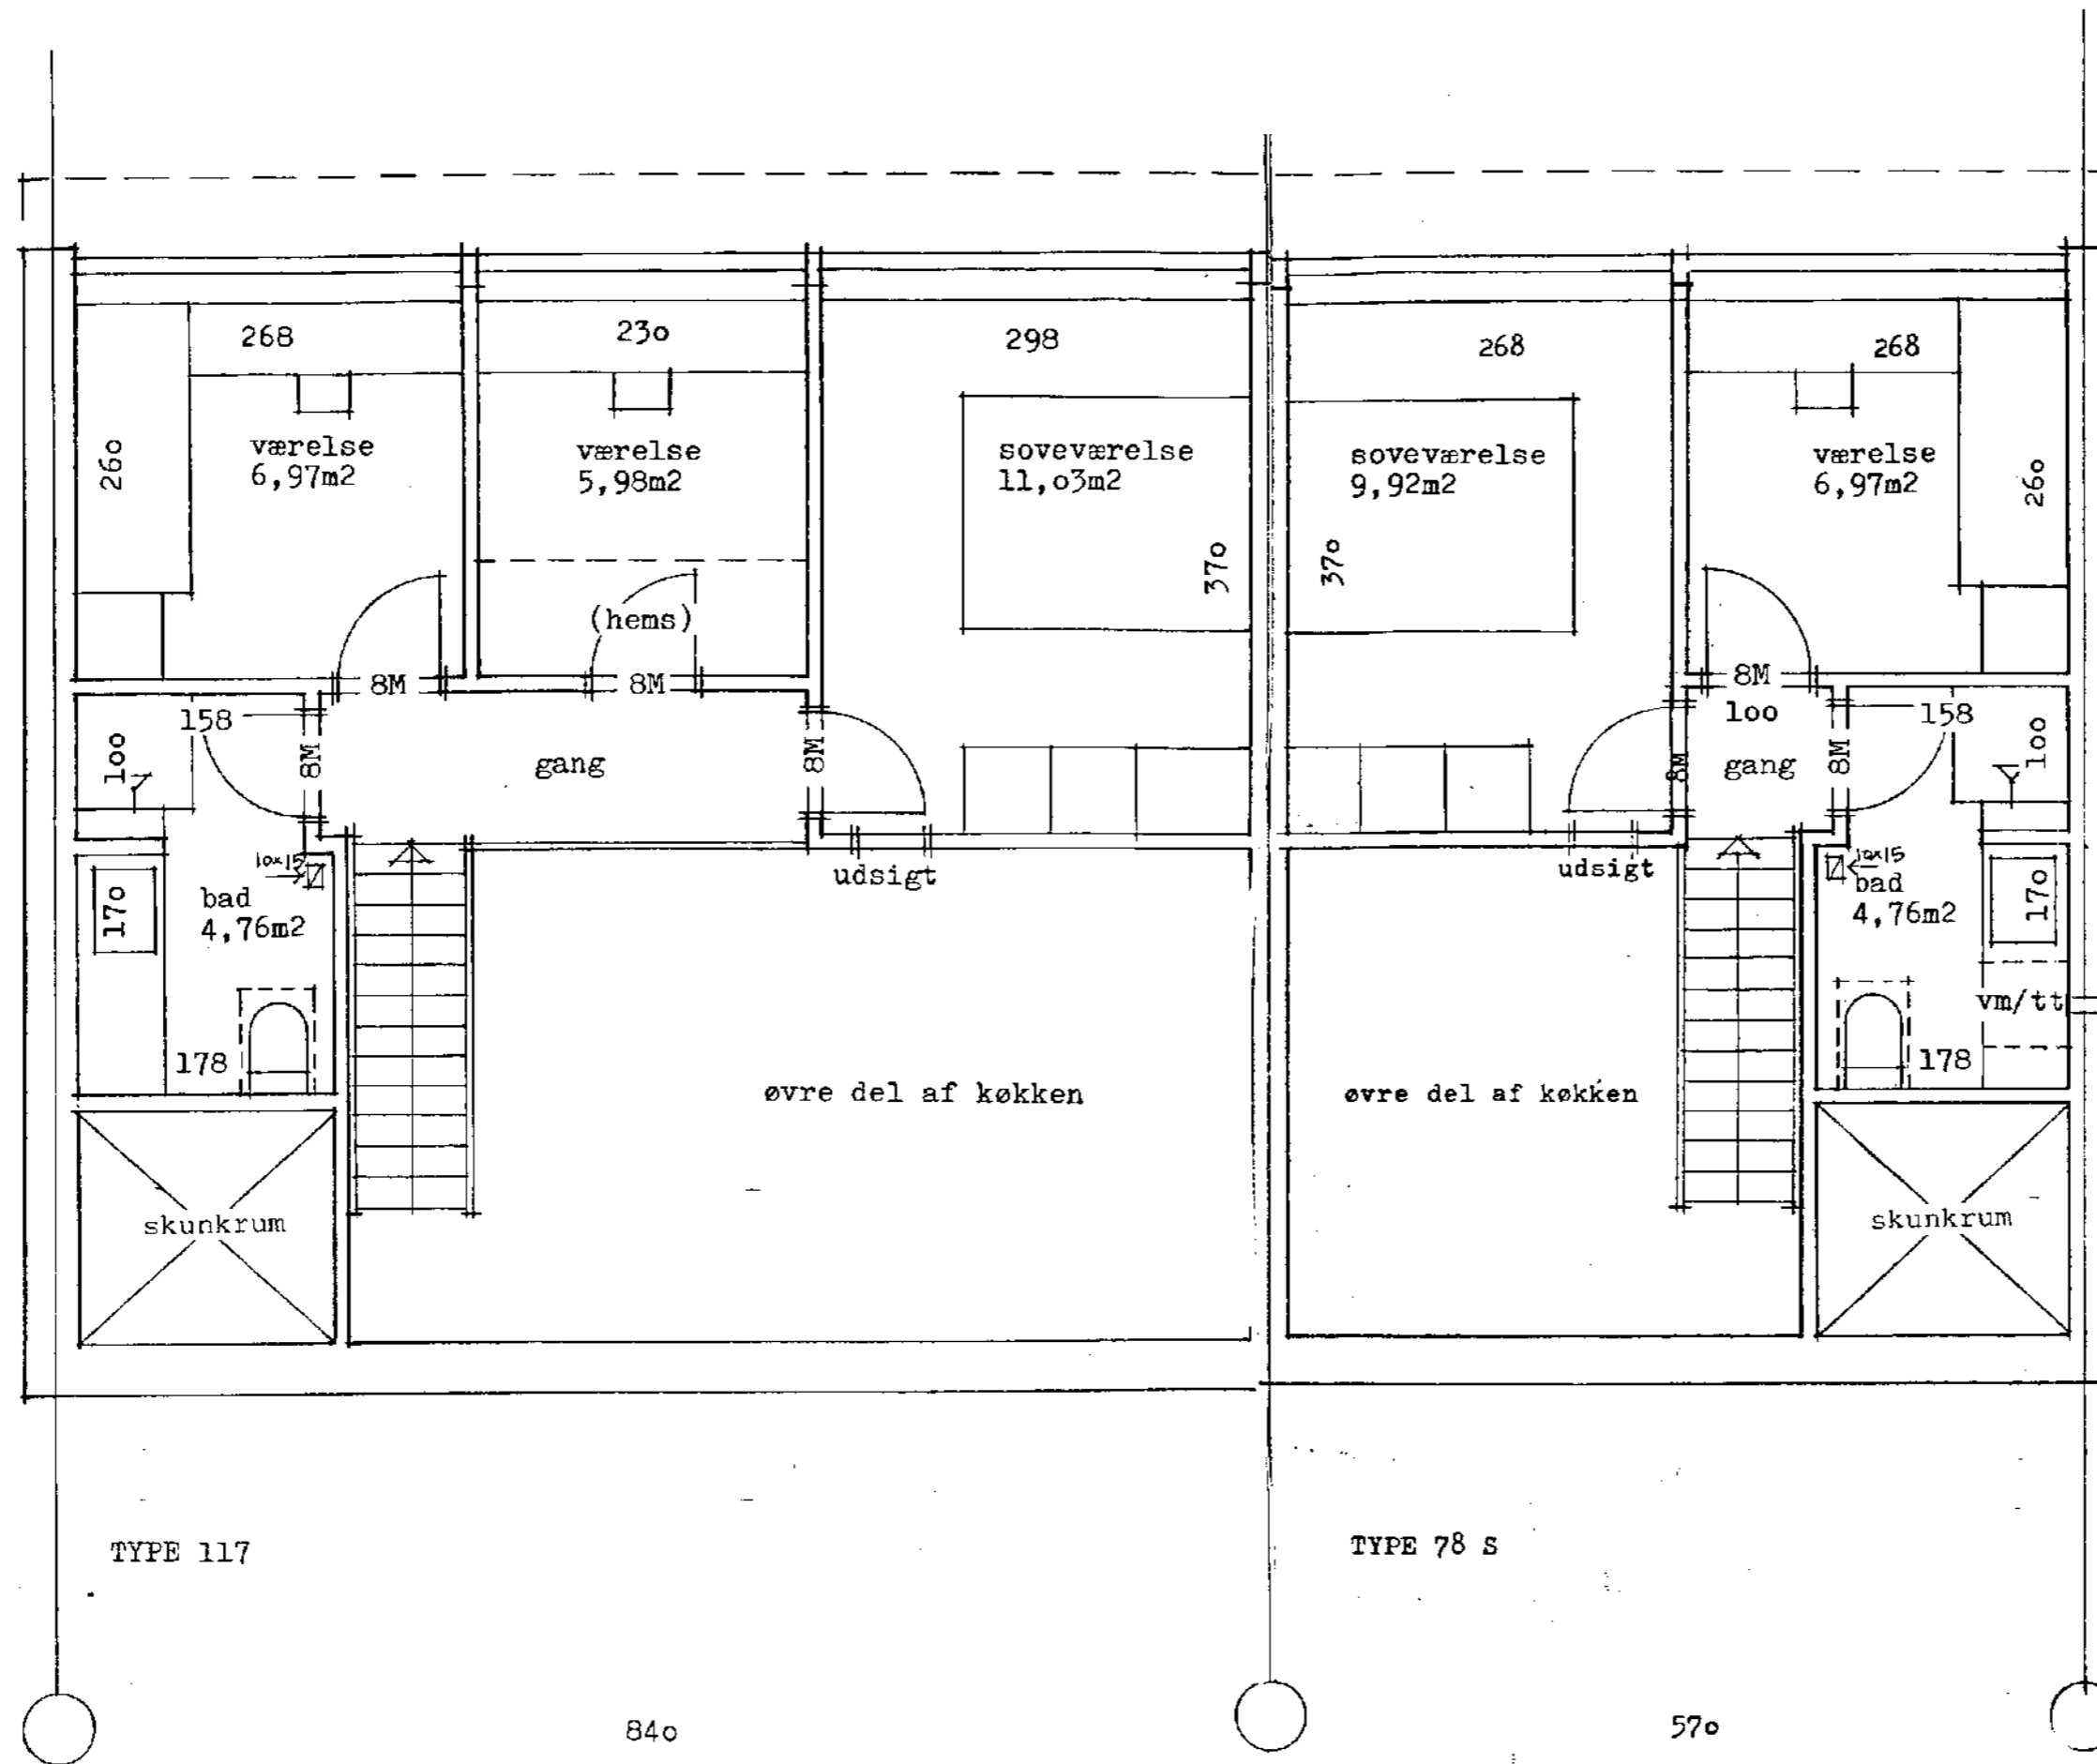 268
23o
298
268
268
26o
værelse
6,97m2
værelse
5,98m2
soveværelse
11,o3m2
37o
soveværelse
9,92m2
37o
værelse
6,97m2
26o
(hems)
8M
8M
8M
158
loo
8M
gang
8M
8M
loo
gang
8M
158
loo
lox15
17o
bad
4,76m2
udsigt
udsigt
lox15
bad
4,76m2
17o
vm/tt
178
178
øvre del af køkken
øvre del af køkken
skunkrum
skunkrum
TYPE 117
TYPE 78 S
84o
57o